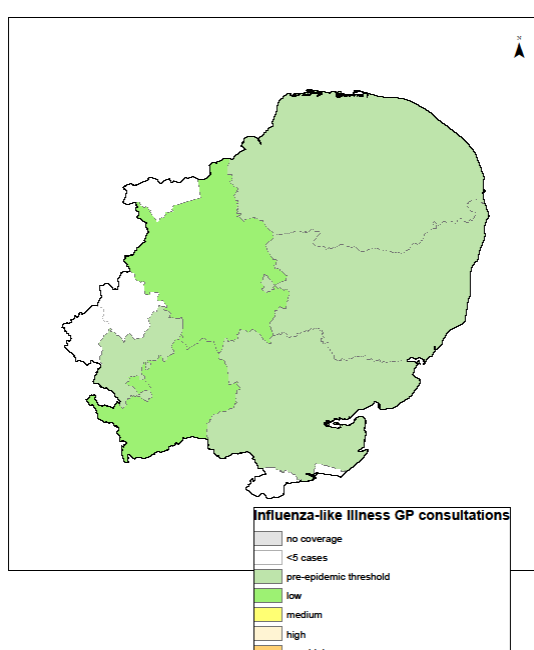 N
Influenza-like Illness GP consultations
no coverage
<5 cases
pre-epidemic threshold
low
medium
high